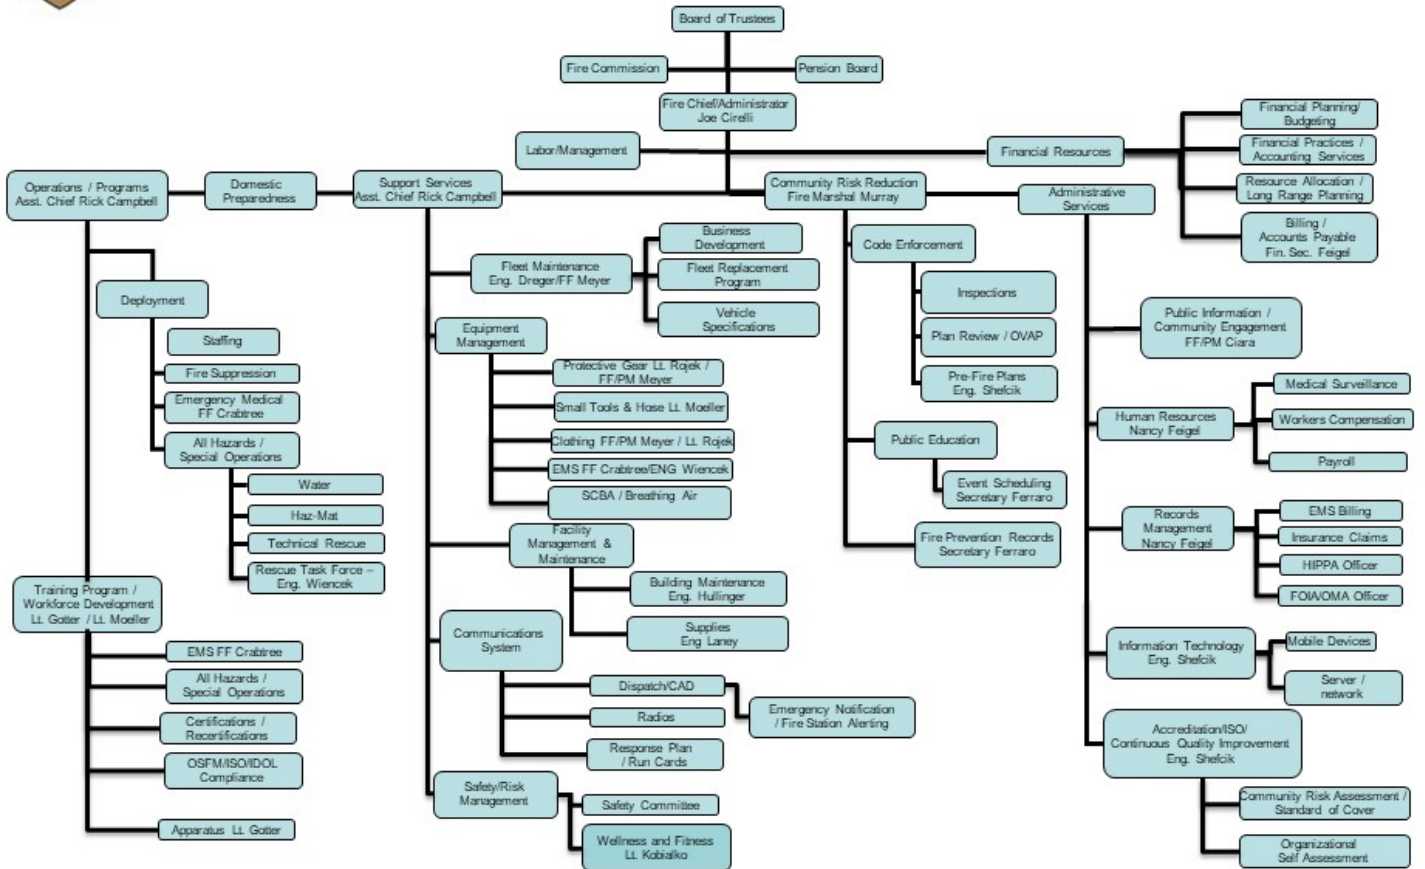 Board of Trustees
Fire Commission
Pension Board
Fire Chief/Administrator
Joe Cirelli
Labor/Management
Financial Resources
Financial Planning/
Budgeting
Financial Practices /
Accounting Services
Resource Allocation /
Long Range Planning
Billing /
Accounts Payable
Fin. Sec. Feigel
Operations / Programs
Asst. Chief Rick Campbell
Domestic
Preparedness
Support Services
Asst. Chief Rick Campbell
Community Risk Reduction
Fire Marshal Murray
Administrative
Services
Deployment
Staffing
Fire Suppression
Emergency Medical
FF Crabtree
All Hazards /
Special Operations
Water
Haz-Mat
Technical Rescue
Rescue Task Force –
Eng. Wiencek
Training Program /
Workforce Development
Lt. Gotter / Lt. Moeller
EMS FF Crabtree
All Hazards /
Special Operations
Certifications /
Recertifications
OSFM/ISO/IDOL
Compliance
Apparatus Lt. Gotter
Fleet Maintenance
Eng. Dreger/FF Meyer
Business
Development
Fleet Replacement
Program
Vehicle
Specifications
Equipment
Management
Protective Gear Lt. Rojek /
FF/PM Meyer
Small Tools & Hose Lt. Moeller
Clothing FF/PM Meyer / Lt. Rojek
EMS FF Crabtree/ENG Wiencek
SCBA / Breathing Air
Facility
Management &
Maintenance
Building Maintenance
Eng. Hullinger
Supplies
Eng Laney
Communications
System
Dispatch/CAD
Emergency Notification
/ Fire Station Alerting
Radios
Response Plan
/ Run Cards
Safety/Risk
Management
Safety Committee
Wellness and Fitness
Lt. Kobialko
Code Enforcement
Inspections
Plan Review / OVAP
Pre-Fire Plans
Eng. Shefcik
Public Education
Event Scheduling
Secretary Ferraro
Fire Prevention Records
Secretary Ferraro
Public Information /
Community Engagement
FF/PM Ciara
Human Resources
Nancy Feigel
Medical Surveillance
Workers Compensation
Payroll
Records
Management
Nancy Feigel
EMS Billing
Insurance Claims
HIPPA Officer
FOIA/OMA Officer
Information Technology
Eng. Shefcik
Mobile Devices
Server /
network
Accreditation/ISO/
Continuous Quality Improvement
Eng. Shefcik
Community Risk Assessment /
Standard of Cover
Organizational
Self Assessment